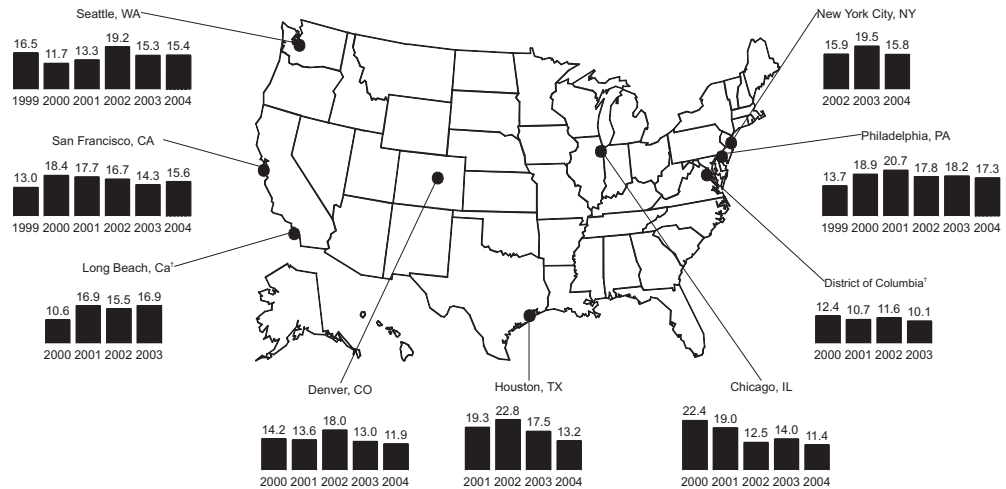 Seattle, WA
16.5 11.7 13.3 19.2 15.3 15.4
1999 2000 2001 2002 2003 2004
New York City, NY
15.9 19.5 15.8
2002 2003 2004
San Francisco, CA
13.0 18.4 17.7 16.7 14.3 15.6
1999 2000 2001 2002 2003 2004
Philadelphia, PA
13.7 18.9 20.7 17.8 18.2 17.3
1999 2000 2001 2002 2003 2004
Long Beach, Ca†
10.6 16.9 15.5 16.9
2000 2001 2002 2003
District of Columbia†
12.4 10.7 11.6 10.1
2000 2001 2002 2003
Denver, CO
14.2 13.6 18.0 13.0 11.9
2000 2001 2002 2003 2004
Houston, TX
19.3 22.8 17.5 13.2
2001 2002 2003 2004
Chicago, IL
22.4 19.0 12.5 14.0 11.4
2000 2001 2002 2003 2004